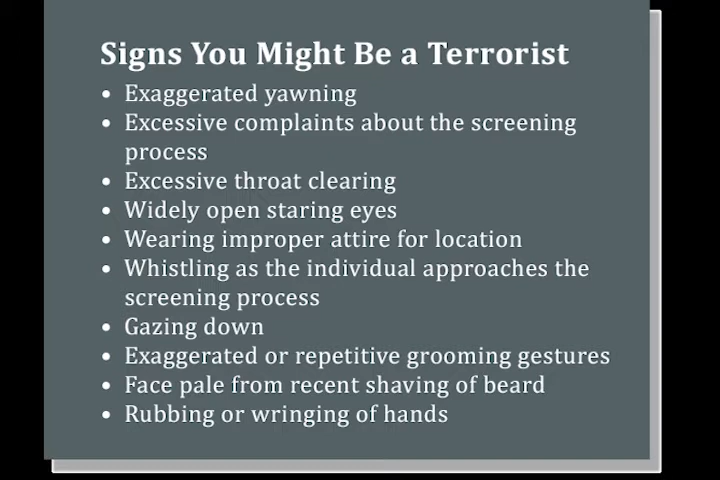 Signs You Might Be a Terrorist
• Exaggerated yawning
• Excessive complaints about the screening
process
• Excessive throat clearing
• Widely open staring eyes
• Wearing improper attire for location
• Whistling as the individual approaches the
screening process
• Gazing down
• Exaggerated or repetitive grooming gestures
• Face pale from recent shaving of beard
• Rubbing or wringing of hands